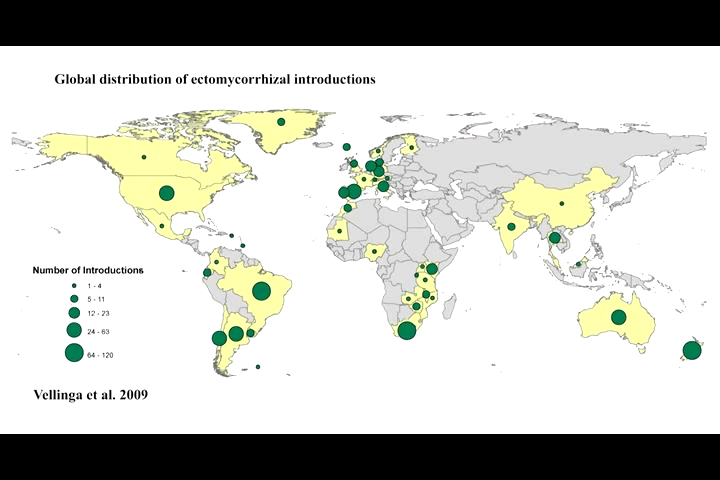 Global distribution of ectomycorrhizal introductions
Number of Introductions
1 - 4
5 - 11
12 - 23
24 - 63
64 - 120
Vellinga et al. 2009